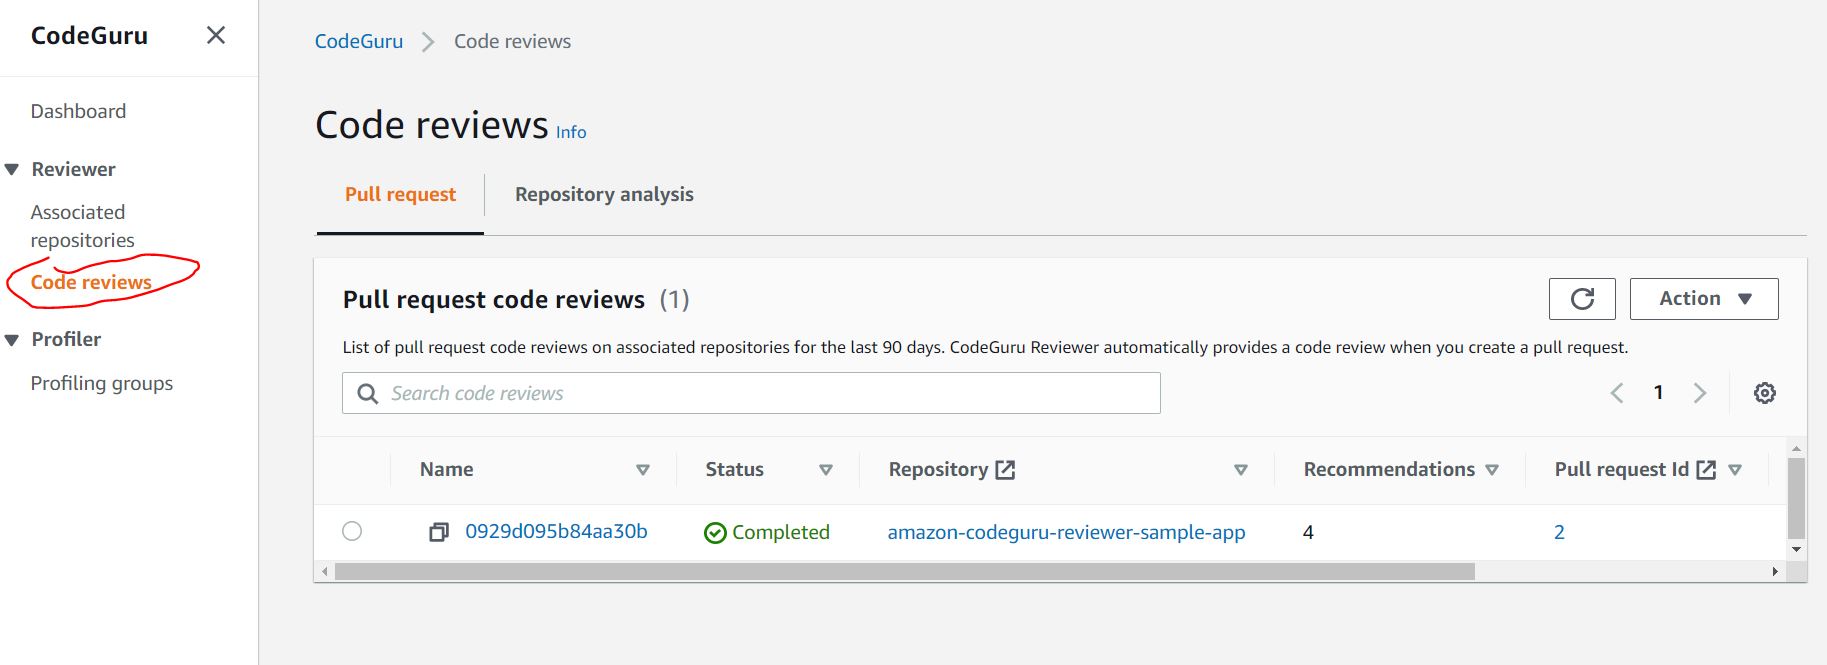 CodeGuru
Dashboard
Reviewer
Associated
repositories
Code reviews
Profiler
Profiling groups
CodeGuru Code reviews
Code reviews Info
Pull request Repository analysis
Pull request code reviews (1)
Action
List of pull request code reviews on associated repositories for the last 90 days. CodeGuru Reviewer automatically provides a code review when you create a pull request.
Search code reviews
1
Name Status Repository Recommendations Pull request Id
0929d095b84aa30b Completed amazon-codeguru-reviewer-sample-app 4 2